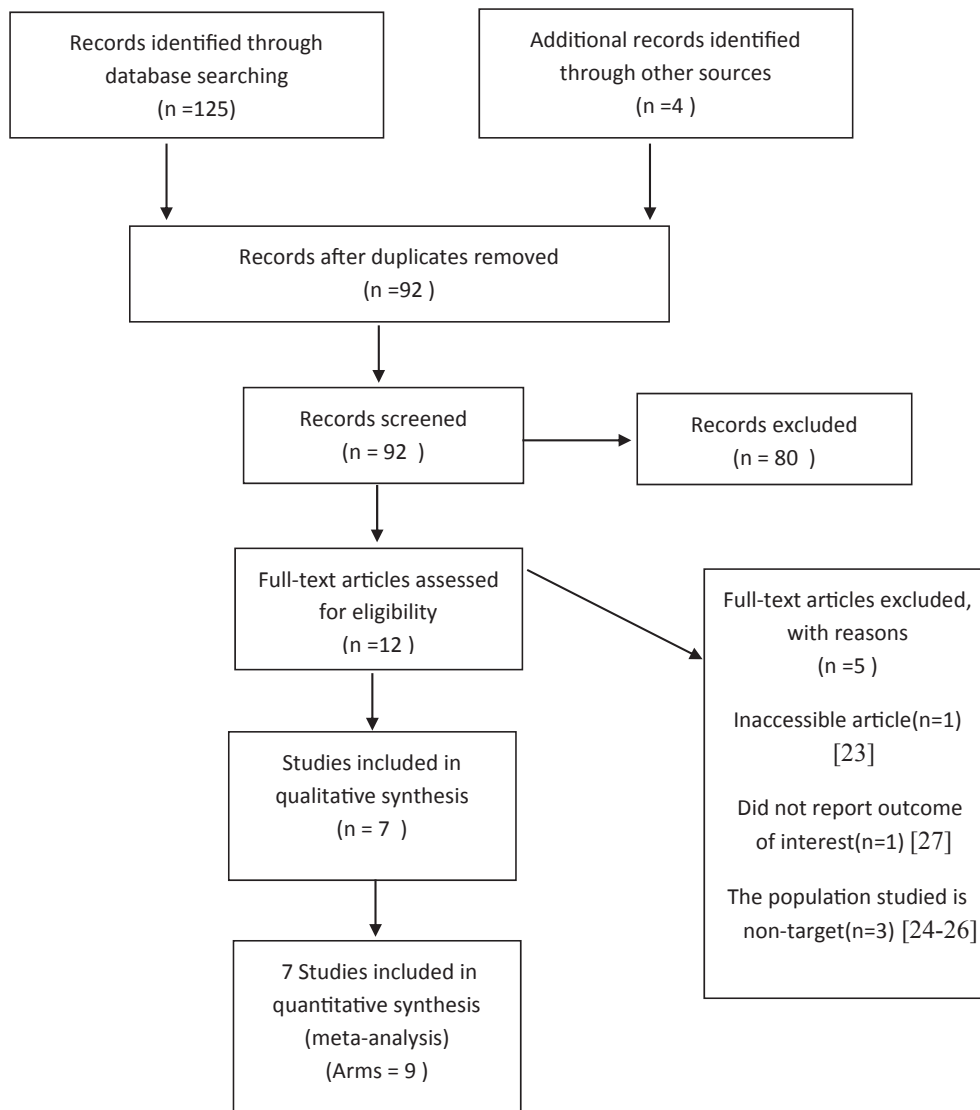 Records identified through
database searching
(n =125)
Additional records identified
through other sources
(n =4 )
Records after duplicates removed
(n =92 )
Records screened
(n = 92 )
Records excluded
(n = 80 )
Full-text articles assessed
for eligibility
(n =12 )
Full-text articles excluded,
with reasons
(n =5 )
Inaccessible article(n=1)
[23]
Did not report outcome
of interest(n=1) [27]
The population studied is
non-target(n=3) [24-26]
Studies included in
qualitative synthesis
(n = 7 )
7 Studies included in
quantitative synthesis
(meta-analysis)
(Arms = 9 )